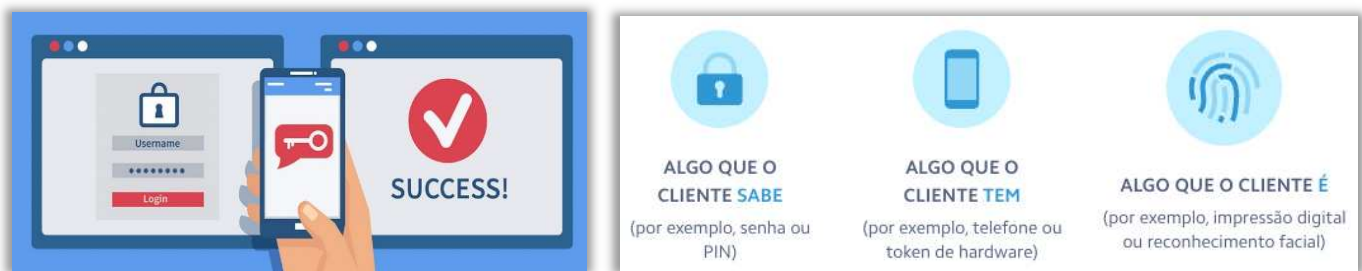 Username
********
Login
SUCCESS!
ALGO QUE O
CLIENTE SABE
(por exemplo, senha ou
PIN)
ALGO QUE O
CLIENTE TEM
(por exemplo, telefone ou
token de hardware)
ALGO QUE O CLIENTE É
(por exemplo, impressão digital
ou reconhecimento facial)